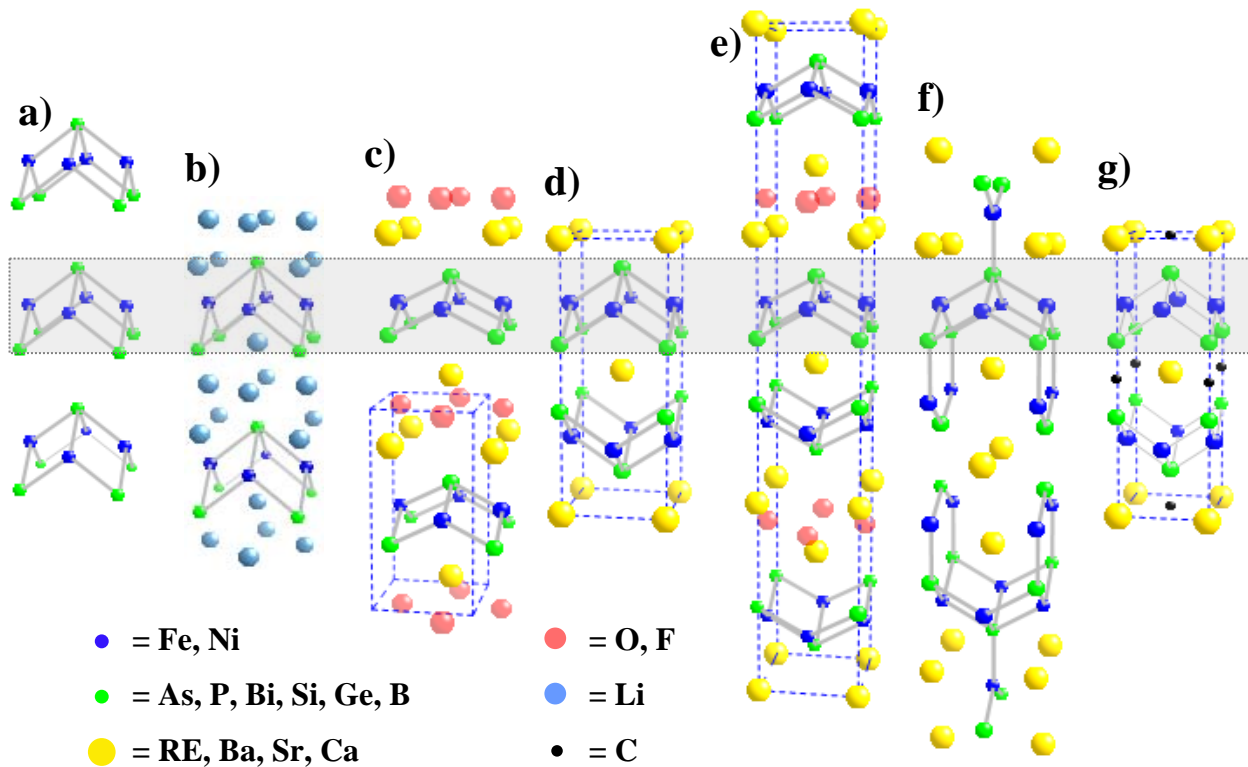 a)
b)
c)
d)
e)
f)
g)
= Fe, Ni
= As, P, Bi, Si, Ge, B
= RE, Ba, Sr, Ca
= O, F
= Li
= C